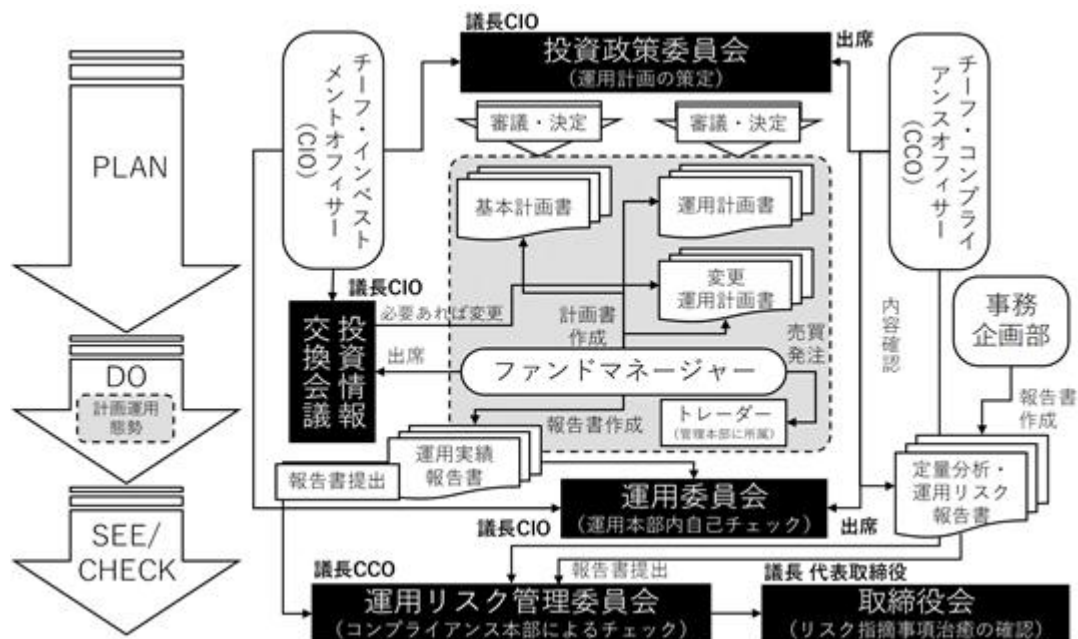 議長CIO
投資政策委員会
(運用計画の策定)
出席
チーフ・インベスト
メントオフィサー
(CIO)
チーフ・コンプライ
アンスオフィサー
(CCO)
PLAN
審議・決定
審議・決定
基本計画書
運用計画書
変更
運用計画書
議長CIO
投資情報
交換会議
必要あれば変更
計画書
作成
売買
発注
内容確認
事務
企画部
出席
ファンドマネージャー
DO
計画運用
態勢
報告書作成
トレーダー
(管理本部に所属)
報告書
作成
運用実績
報告書
報告書提出
定量分析・
運用リスク
報告書
運用委員会
(運用本部内自己チェック)
議長CIO
出席
SEE/
CHECK
議長CCO
報告書提出
議長 代表取締役
運用リスク管理委員会
(コンプライアンス本部によるチェック)
取締役会
(リスク指摘事項治癒の確認)